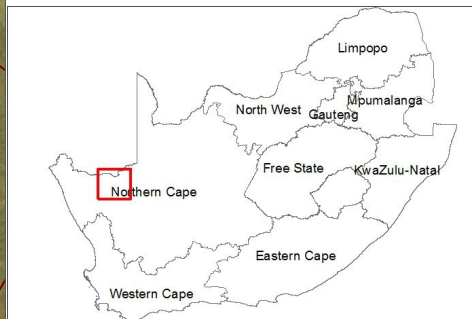 Limpopo
Mpumalanga
North West
Gauteng
Free State
KwaZulu-Natal
Northern Cape
Eastern Cape
Western Cape